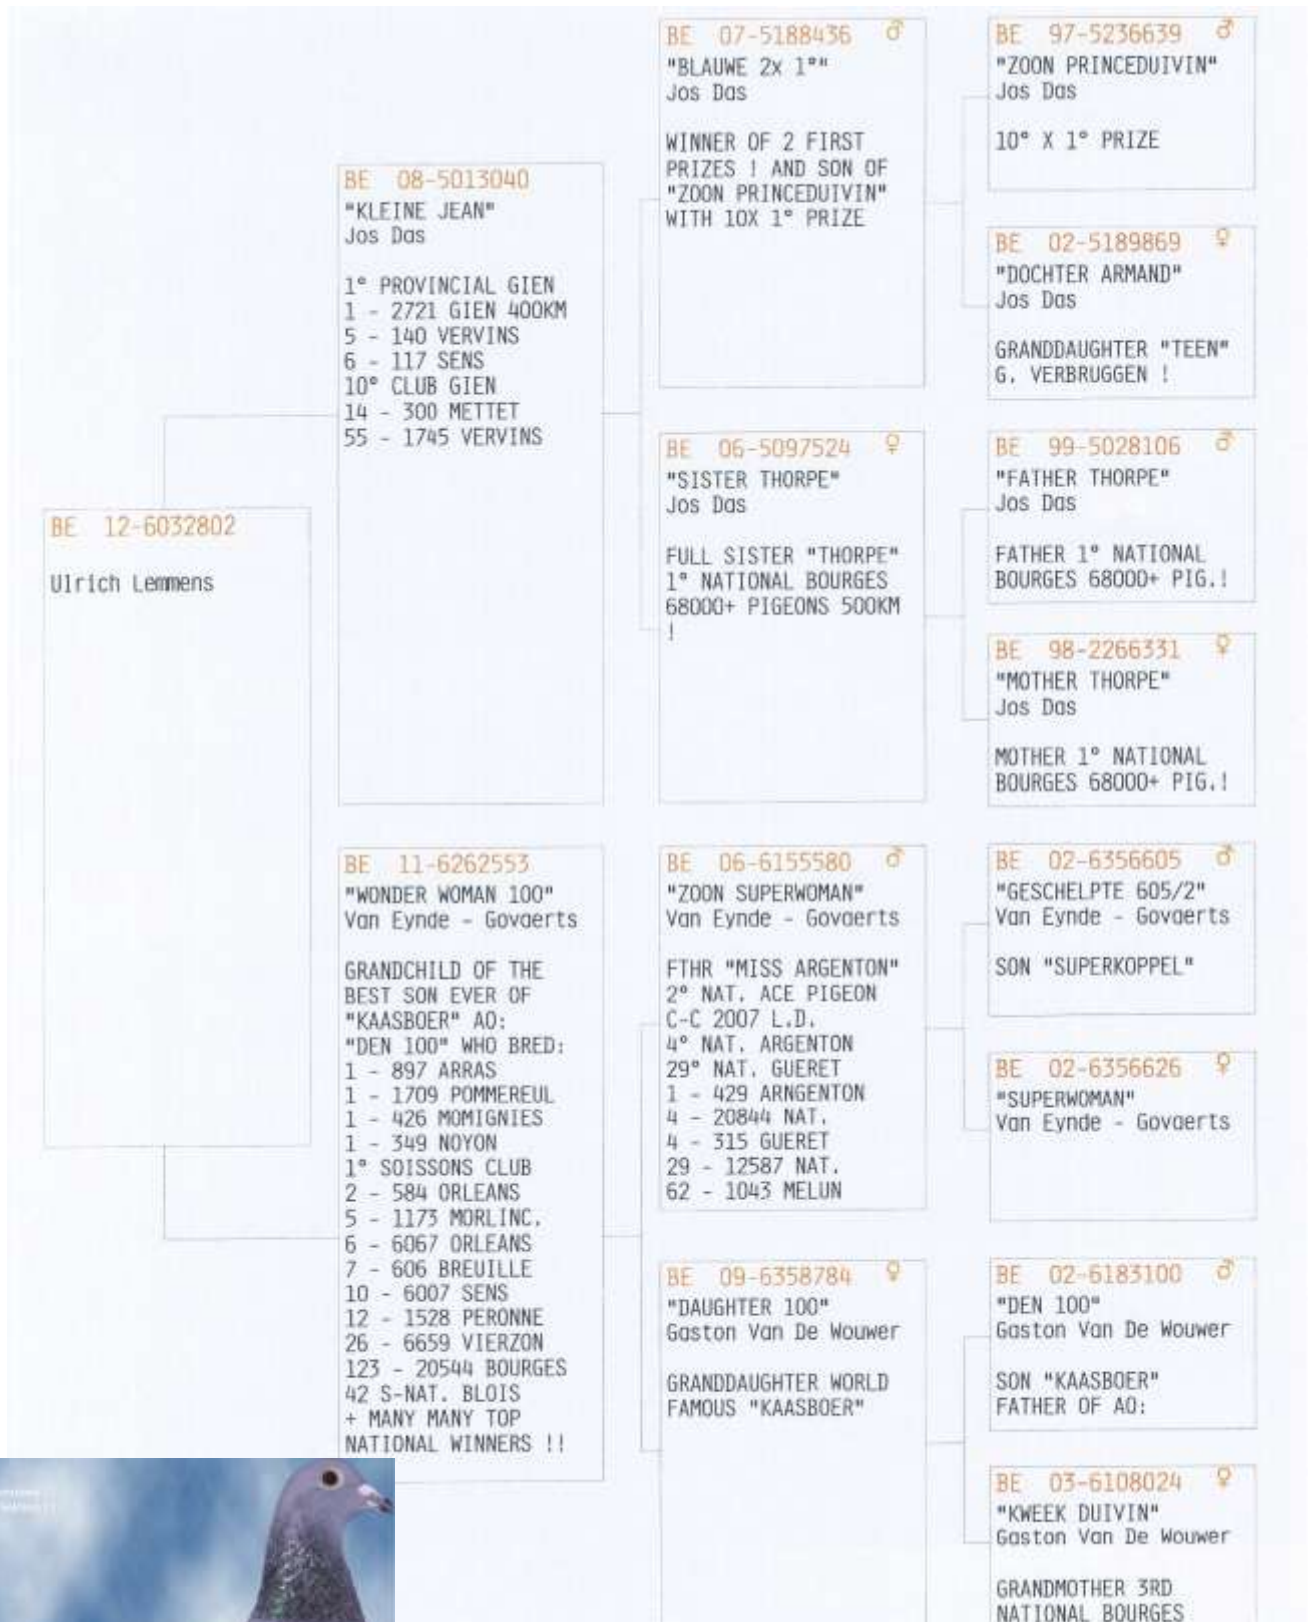 BE 12-6032802
Ulrich Lemmens
BE 08-5013040
"KLEINE JEAN"
Jos Das
1° PROVINCIAL GIEN
1 - 2721 GIEN 400KM
5 - 140 VERVINS
6 - 117 SENS
10° CLUB GIEN
14 - 300 METTET
55 - 1745 VERVINS
BE 11-6262553
"WONDER WOMAN 100"
Van Eynde - Govaerts
GRANDCHILD OF THE
BEST SON EVER OF
"KAASBOER" AO:
"DEN 100" WHO BRED:
1 - 897 ARRAS
1 - 1709 POMMEREUL
1 - 426 MOMIGNIES
1 - 349 NOYON
1° SOISSONS CLUB
2 - 584 ORLEANS
5 - 1173 MORLINC.
6 - 6067 ORLEANS
7 - 606 BREUILLE
10 - 6007 SENS
12 - 1528 PERONNE
26 - 6659 VIERZON
123 - 20544 BOURGES
42 S-NAT. BLOIS
+ MANY MANY TOP
NATIONAL WINNERS !!
BE 07-5188436 ♂
"BLAUWE 2x 1°"
Jos Das
WINNER OF 2 FIRST
PRIZES ! AND SON OF
"ZOON PRINCEDUIVIN"
WITH 10X 1° PRIZE
BE 06-5097524 ♀
"SISTER THORPE"
Jos Das
FULL SISTER "THORPE"
1° NATIONAL BOURGES
68000+ PIGEONS 500KM
!
BE 06-6155580 ♂
"ZOON SUPERWOMAN"
Van Eynde - Govaerts
FTHR "MISS ARGENTON"
2° NAT. ACE PIGEON
C-C 2007 L.D.
4° NAT. ARGENTON
29° NAT. GUERET
1 - 429 ARNGENTON
4 - 20844 NAT.
4 - 315 GUERET
29 - 12587 NAT.
62 - 1043 MELUN
BE 09-6358784 ♀
"DAUGHTER 100"
Gaston Van De Wouwer
GRANDDAUGHTER WORLD
FAMOUS "KAASBOER"
BE 97-5236639 ♂
"ZOON PRINCEDUIVIN"
Jos Das
10° X 1° PRIZE
BE 02-5189869 ♀
"DOCHTER ARMAND"
Jos Das
GRANDDAUGHTER "TEEN"
G. VERBRUGGEN !
BE 99-5028106 ♂
"FATHER THORPE"
Jos Das
FATHER 1° NATIONAL
BOURGES 68000+ PIG.!
BE 98-2266331 ♀
"MOTHER THORPE"
Jos Das
MOTHER 1° NATIONAL
BOURGES 68000+ PIG.!
BE 02-6356605 ♂
"GESCHELPTE 605/2"
Van Eynde - Govaerts
SON "SUPERKOPPEL"
BE 02-6356626 ♀
"SUPERWOMAN"
Van Eynde - Govaerts
BE 02-6183100 ♂
"DEN 100"
Gaston Van De Wouwer
SON "KAASBOER"
FATHER OF AO:
BE 03-6108024 ♀
"KWEEK DUIVIN"
Gaston Van De Wouwer
GRANDMOTHER 3RD
NATIONAL BOURGES